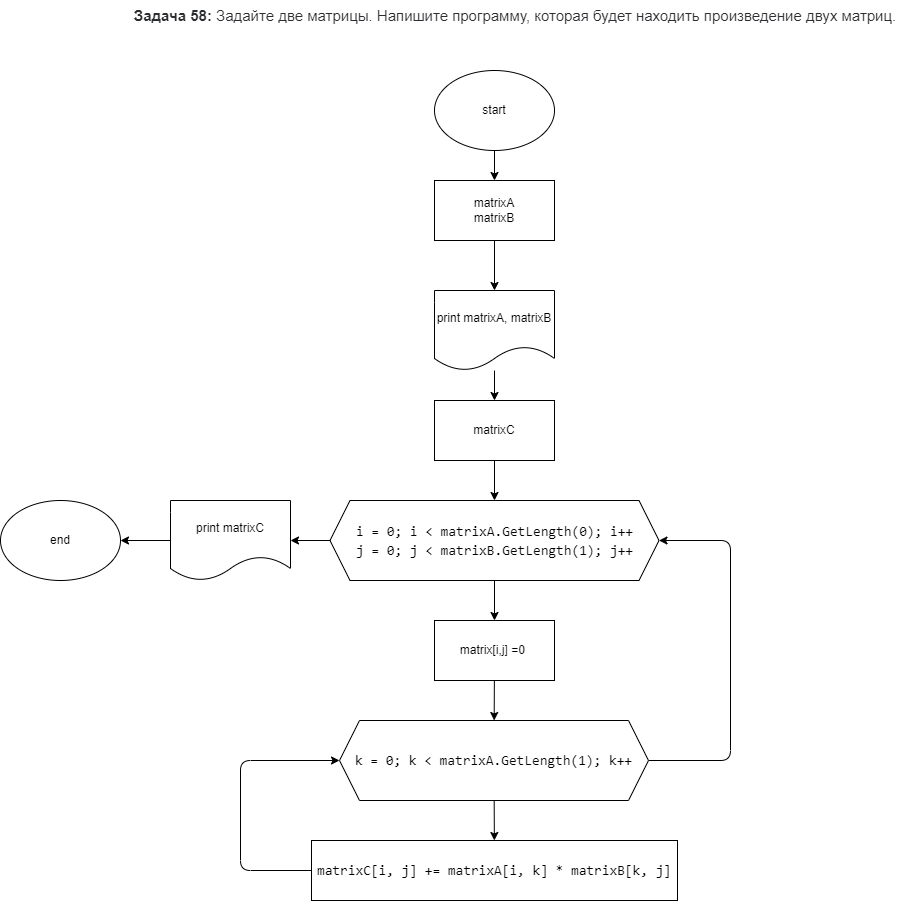 Задача 58: Задайте две матрицы. Напишите программу, которая будет находить произведение двух матриц.
start
matrixA
matrixB
print matrixA, matrixB
matrixC
i = 0; i < matrixA.GetLength(0); i++
j = 0; j < matrixB.GetLength(1); j++
print matrixC
end
matrix[i,j] =0
k = 0; k < matrixA.GetLength(1); k++
matrixC[i, j] += matrixA[i, k] * matrixB[k, j]